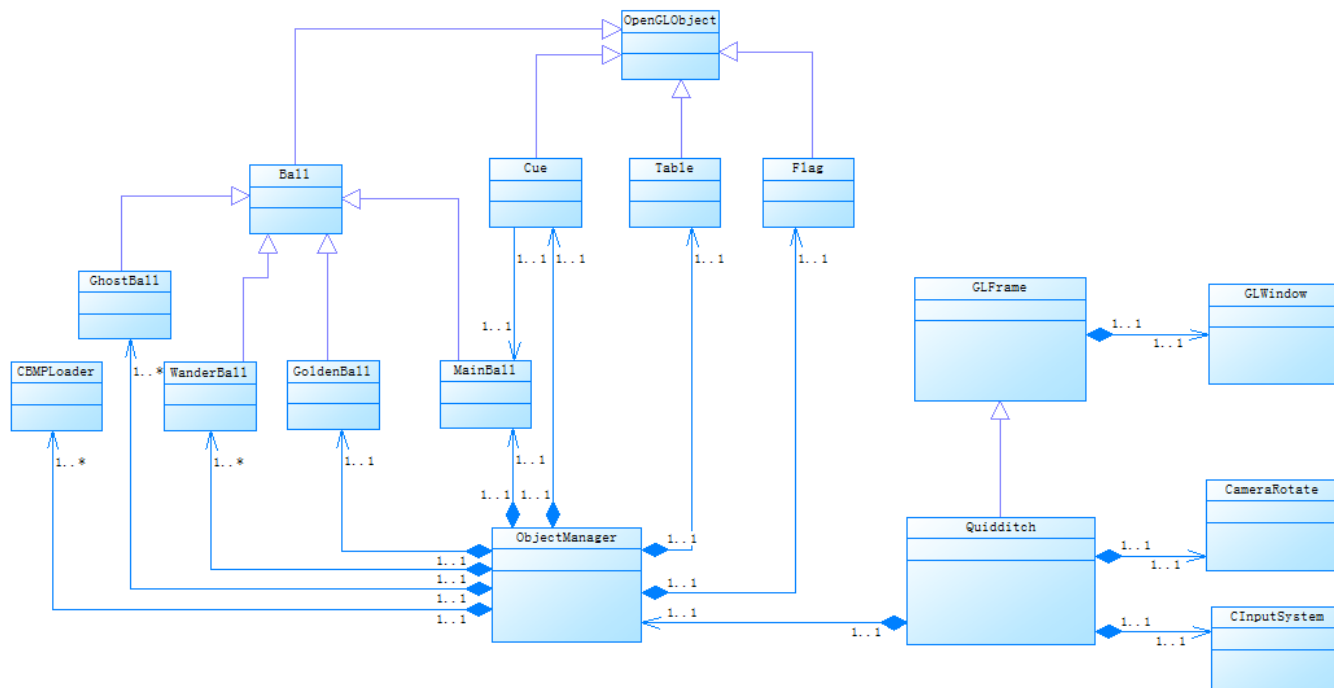 OpenGLObject
Ball
Cue
Table
Flag
1..1
1..1
1..1
1..1
GhostBall
GLFrame
GLWindow
1..1
1..1
1..1
CBMPLoader
WanderBall
GoldenBall
MainBall
1..*
1..*
1..*
1..1
1..1
1..1
1..1
CameraRotate
ObjectManager
Quidditch
1..1
1..1
1..1
1..1
1..1
1..1
1..1
1..1
1..1
1..1
1..1
CInputSystem
1..1
1..1